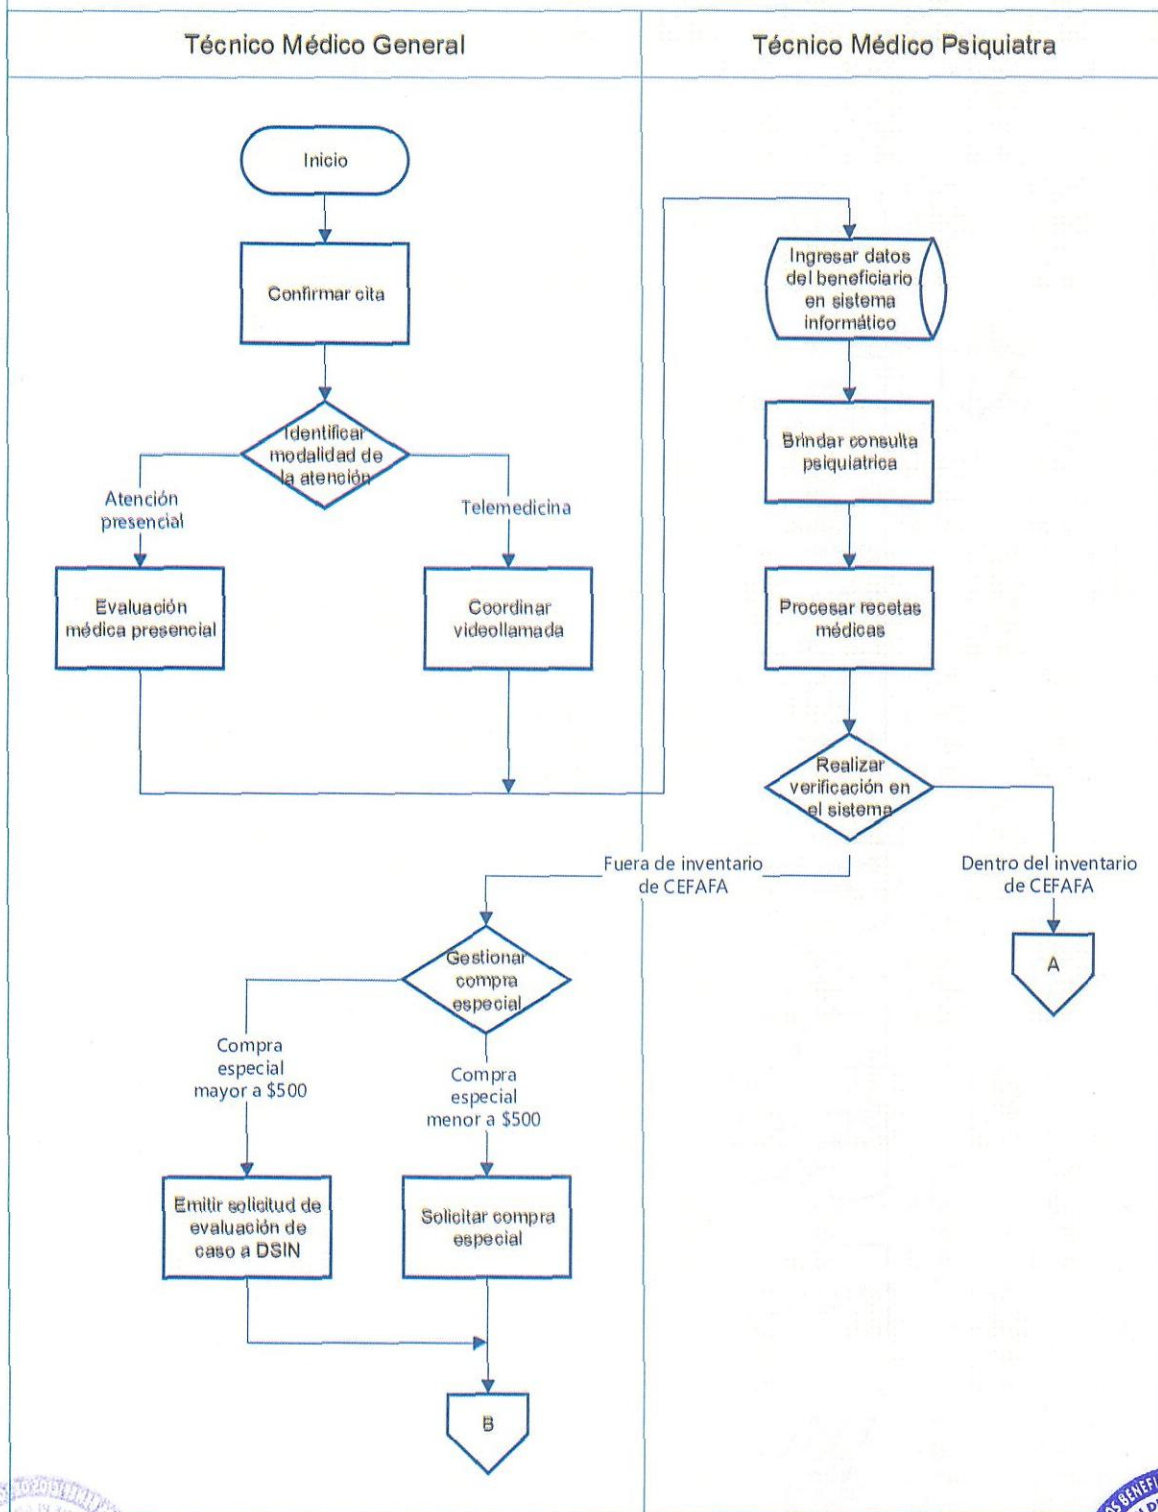 Técnico Médico General
Técnico Médico Psiquiatra
Inicio
Confirmar cita
Identificar
modalidad de
la atención
Atención
presencial
Telemedicina
Evaluación
médica presencial
Coordinar
videollamada
Ingresar datos
del beneficiario
en sistema
informático
Brindar consulta
psiquiatrica
Procesar recetas
médicas
Realizar
verificación en
el sistema
Fuera de inventario
de CEFAFA
Dentro del inventario
de CEFAFA
A
Gestionar
compra
especial
Compra
especial
mayor a $500
Compra
especial
menor a $500
Emitir solicitud de
evaluación de
caso a DSIN
Solicitar compra
especial
B